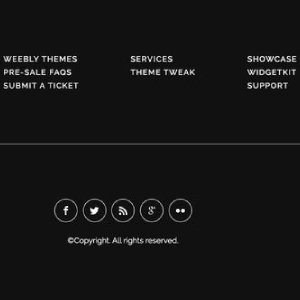 WEEBLY THEMES
PRE-SALE FAQS
SUBMIT A TICKET
SERVICES
THEME TWEAK
SHOWCASE
WIDGETKIT
SUPPORT
©Copyright. All rights reserved.